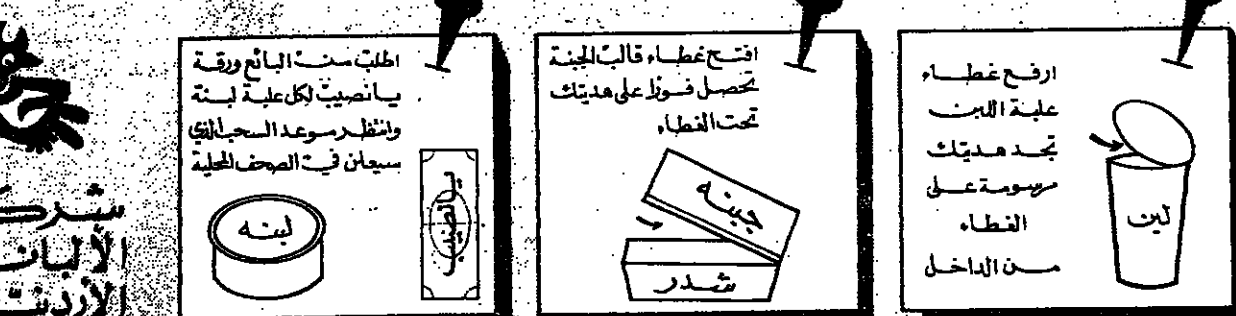 ارفع غطاء
علبة اللبن
تجد هديتك
مرسومة على
الغطاء
من الداخل
لبن
افتح غطاء قالب الجبنة
تحصل فورا على هديتك
تحت الغطاء
جبنه
شدر
اطلب من البائع ورقة
يانصيب لكل علبة لبنة
وانتظر موعد السحب الذي
سيعلن في الصحف المحلية
لبنه
يانصيب
شركة
الألبان
الأردنية